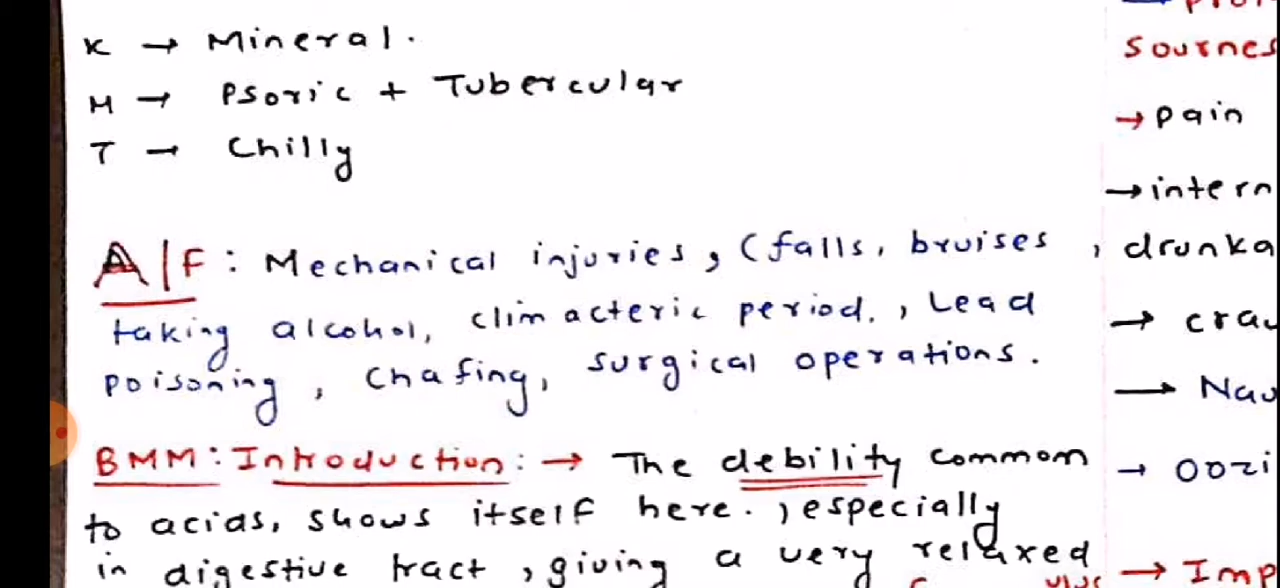 K → Mineral.
M → Psoric + Tubercular
T → Chilly
A/F : Mechanical injuries, (falls, bruises,
taking alcohol, climacteric period., Lead
poisoning, Chafing, surgical operations.
BMM: Introduction: → The debility common
to acids, shows itself here., especially
in digestive tract, giving a very relaxed
Sournes
→ pain
→ intern
drunka
→ crav
→ Nau
→ oozi
→ Imp